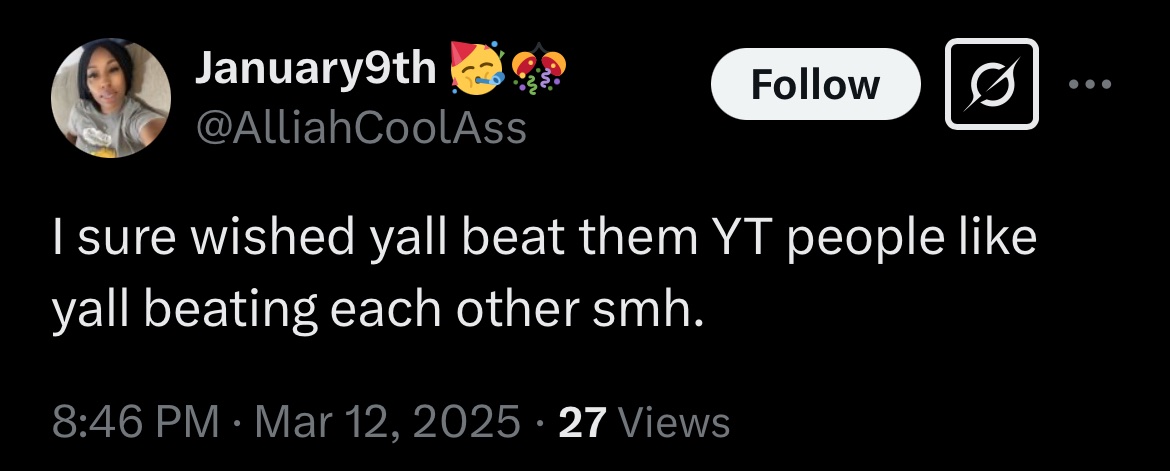 January9th 🥳🎊
@AlliahCoolAss
Follow
I sure wished yall beat them YT people like
yall beating each other smh.
8:46 PM · Mar 12, 2025 · 27 Views